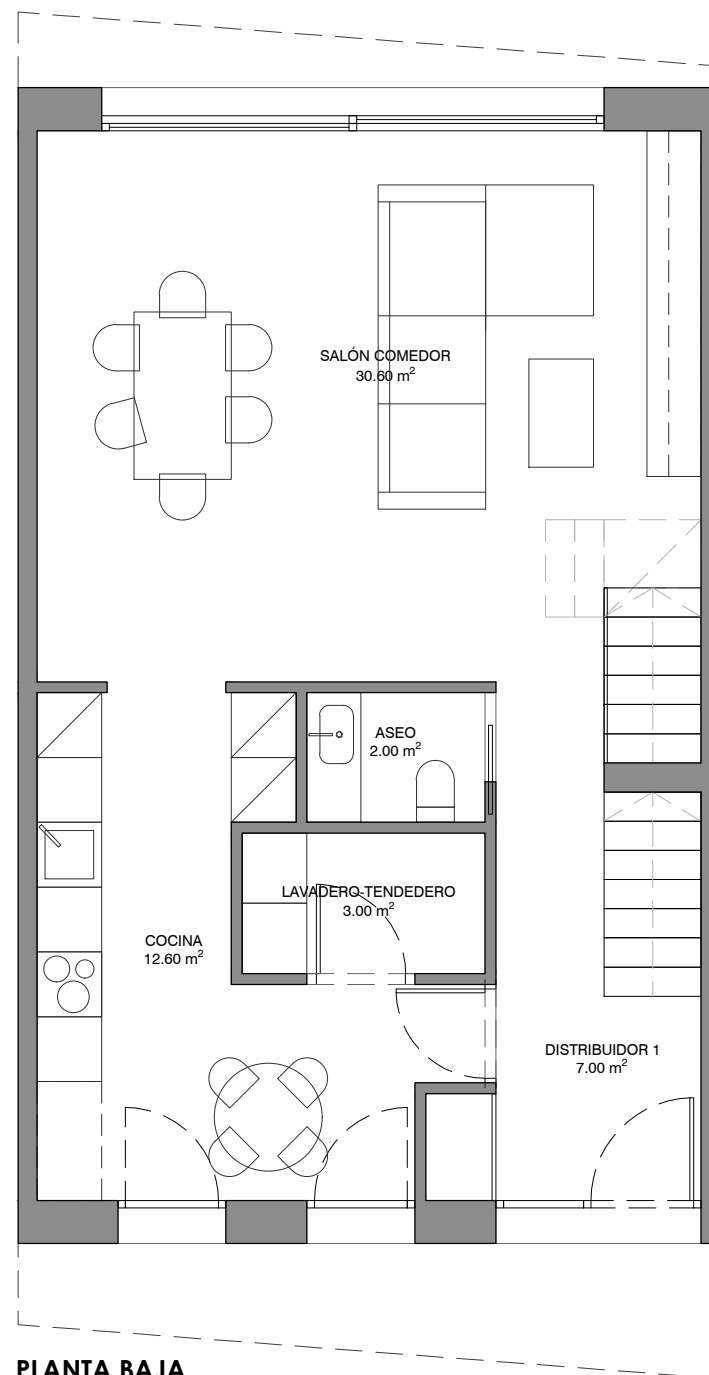 SALÓN COMEDOR
30.60 m²
ASEO
2.00 m²
LAVADERO-TENDEDERO
3.00 m²
COCINA
12.60 m²
DISTRIBUIDOR 1
7.00 m²
PLANTA BAJA